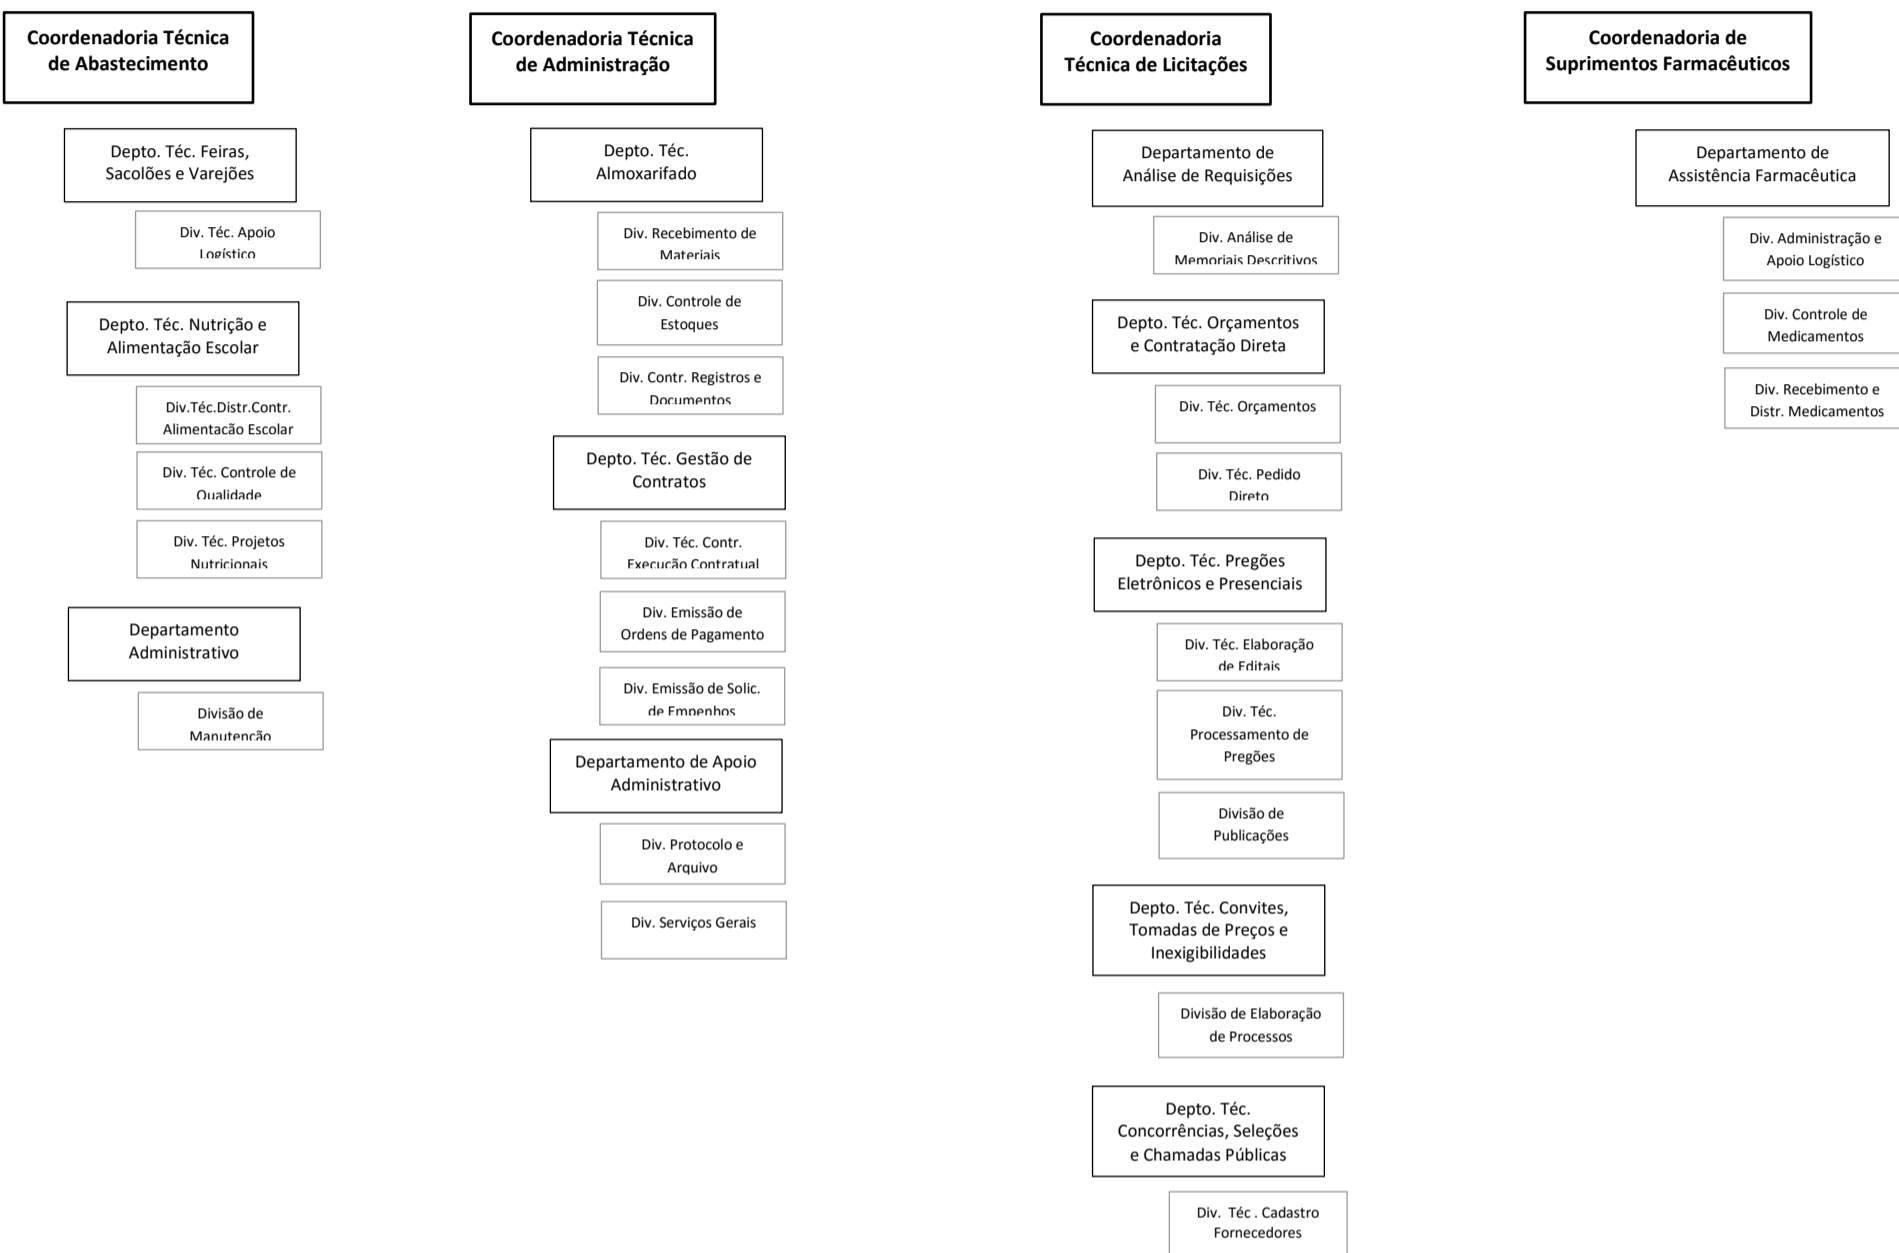 Coordenadoria Técnica
de Abastecimento
Depto. Téc. Feiras,
Sacolões e Varejões
Div. Téc. Apoio
Logístico
Depto. Téc. Nutrição e
Alimentação Escolar
Div.Téc.Distr.Contr.
Alimentação Escolar
Div. Téc. Controle de
Qualidade
Div. Téc. Projetos
Nutricionais
Departamento
Administrativo
Divisão de
Manutenção
Coordenadoria Técnica
de Administração
Depto. Téc.
Almoxarifado
Div. Recebimento de
Materiais
Div. Controle de
Estoques
Div. Contr. Registros e
Documentos
Depto. Téc. Gestão de
Contratos
Div. Téc. Contr.
Execução Contratual
Div. Emissão de
Ordens de Pagamento
Div. Emissão de Solic.
de Empenhos
Departamento de Apoio
Administrativo
Div. Protocolo e
Arquivo
Div. Serviços Gerais
Coordenadoria
Técnica de Licitações
Departamento de
Análise de Requisições
Div. Análise de
Memoriais Descritivos
Depto. Téc. Orçamentos
e Contratação Direta
Div. Téc. Orçamentos
Div. Téc. Pedido
Direto
Depto. Téc. Pregões
Eletrônicos e Presenciais
Div. Téc. Elaboração
de Editais
Div. Téc.
Processamento de
Pregões
Divisão de
Publicações
Depto. Téc. Convites,
Tomadas de Preços e
Inexigibilidades
Divisão de Elaboração
de Processos
Depto. Téc.
Concorrências, Seleções
e Chamadas Públicas
Div. Téc . Cadastro
Fornecedores
Coordenadoria de
Suprimentos Farmacêuticos
Departamento de
Assistência Farmacêutica
Div. Administração e
Apoio Logístico
Div. Controle de
Medicamentos
Div. Recebimento e
Distr. Medicamentos